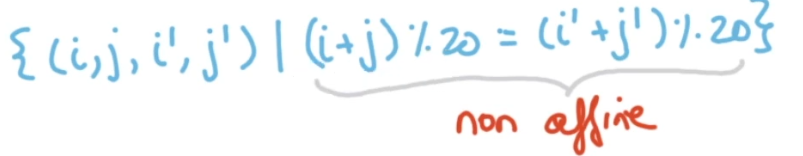 {(i,j,i',j') | (i+j)%20 = (i'+j')%20}
non affine